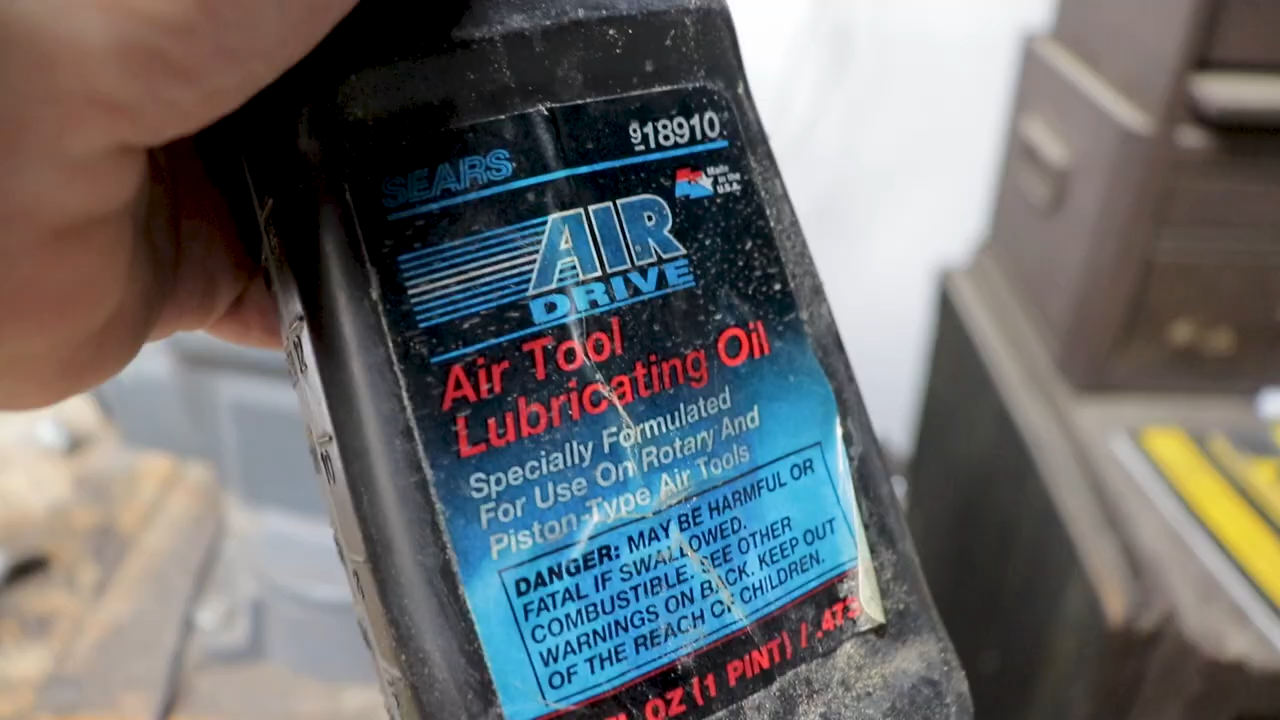 SEARS
918910
Made
in the
U.S.A.
AIR
DRIVE
Air Tool
Lubricating Oil
Specially Formulated
For Use On Rotary And
Piston-Type Air Tools
DANGER: MAY BE HARMFUL OR
FATAL IF SWALLOWED.
COMBUSTIBLE. SEE OTHER
WARNINGS ON BACK. KEEP OUT
OF THE REACH OF CHILDREN.
OZ (1 PINT) / .473